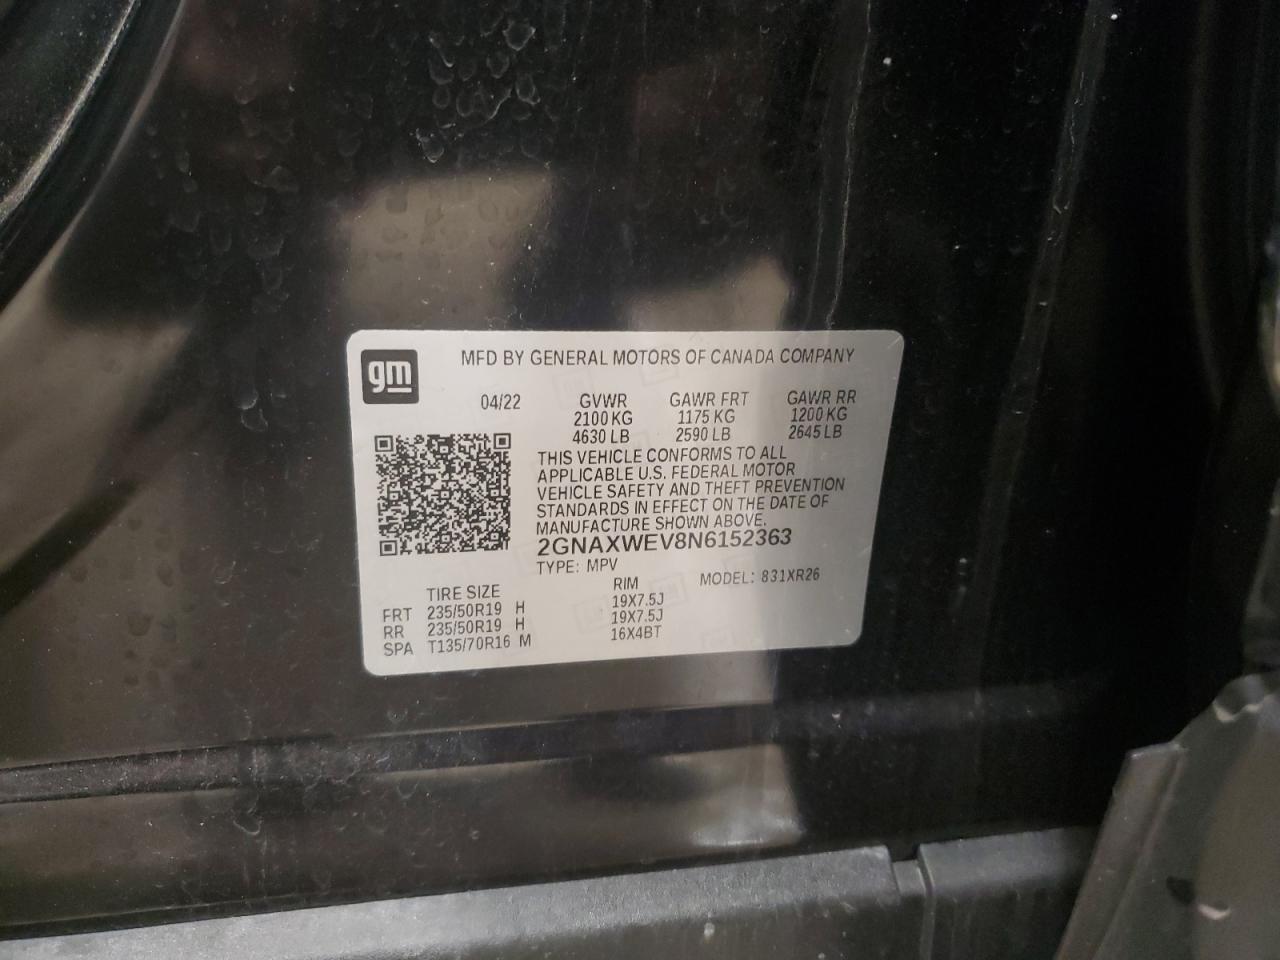 gm
MFD BY GENERAL MOTORS OF CANADA COMPANY
04/22 GVWR GAWR FRT GAWR RR
2100 KG 1175 KG 1200 KG
4630 LB 2590 LB 2645 LB
THIS VEHICLE CONFORMS TO ALL
APPLICABLE U.S. FEDERAL MOTOR
VEHICLE SAFETY AND THEFT PREVENTION
STANDARDS IN EFFECT ON THE DATE OF
MANUFACTURE SHOWN ABOVE.
2GNAXWEV8N6152363
TYPE: MPV MODEL: 831XR26
TIRE SIZE RIM
FRT 235/50R19 H 19X7.5J
RR 235/50R19 H 19X7.5J
SPA T135/70R16 M 16X4BT